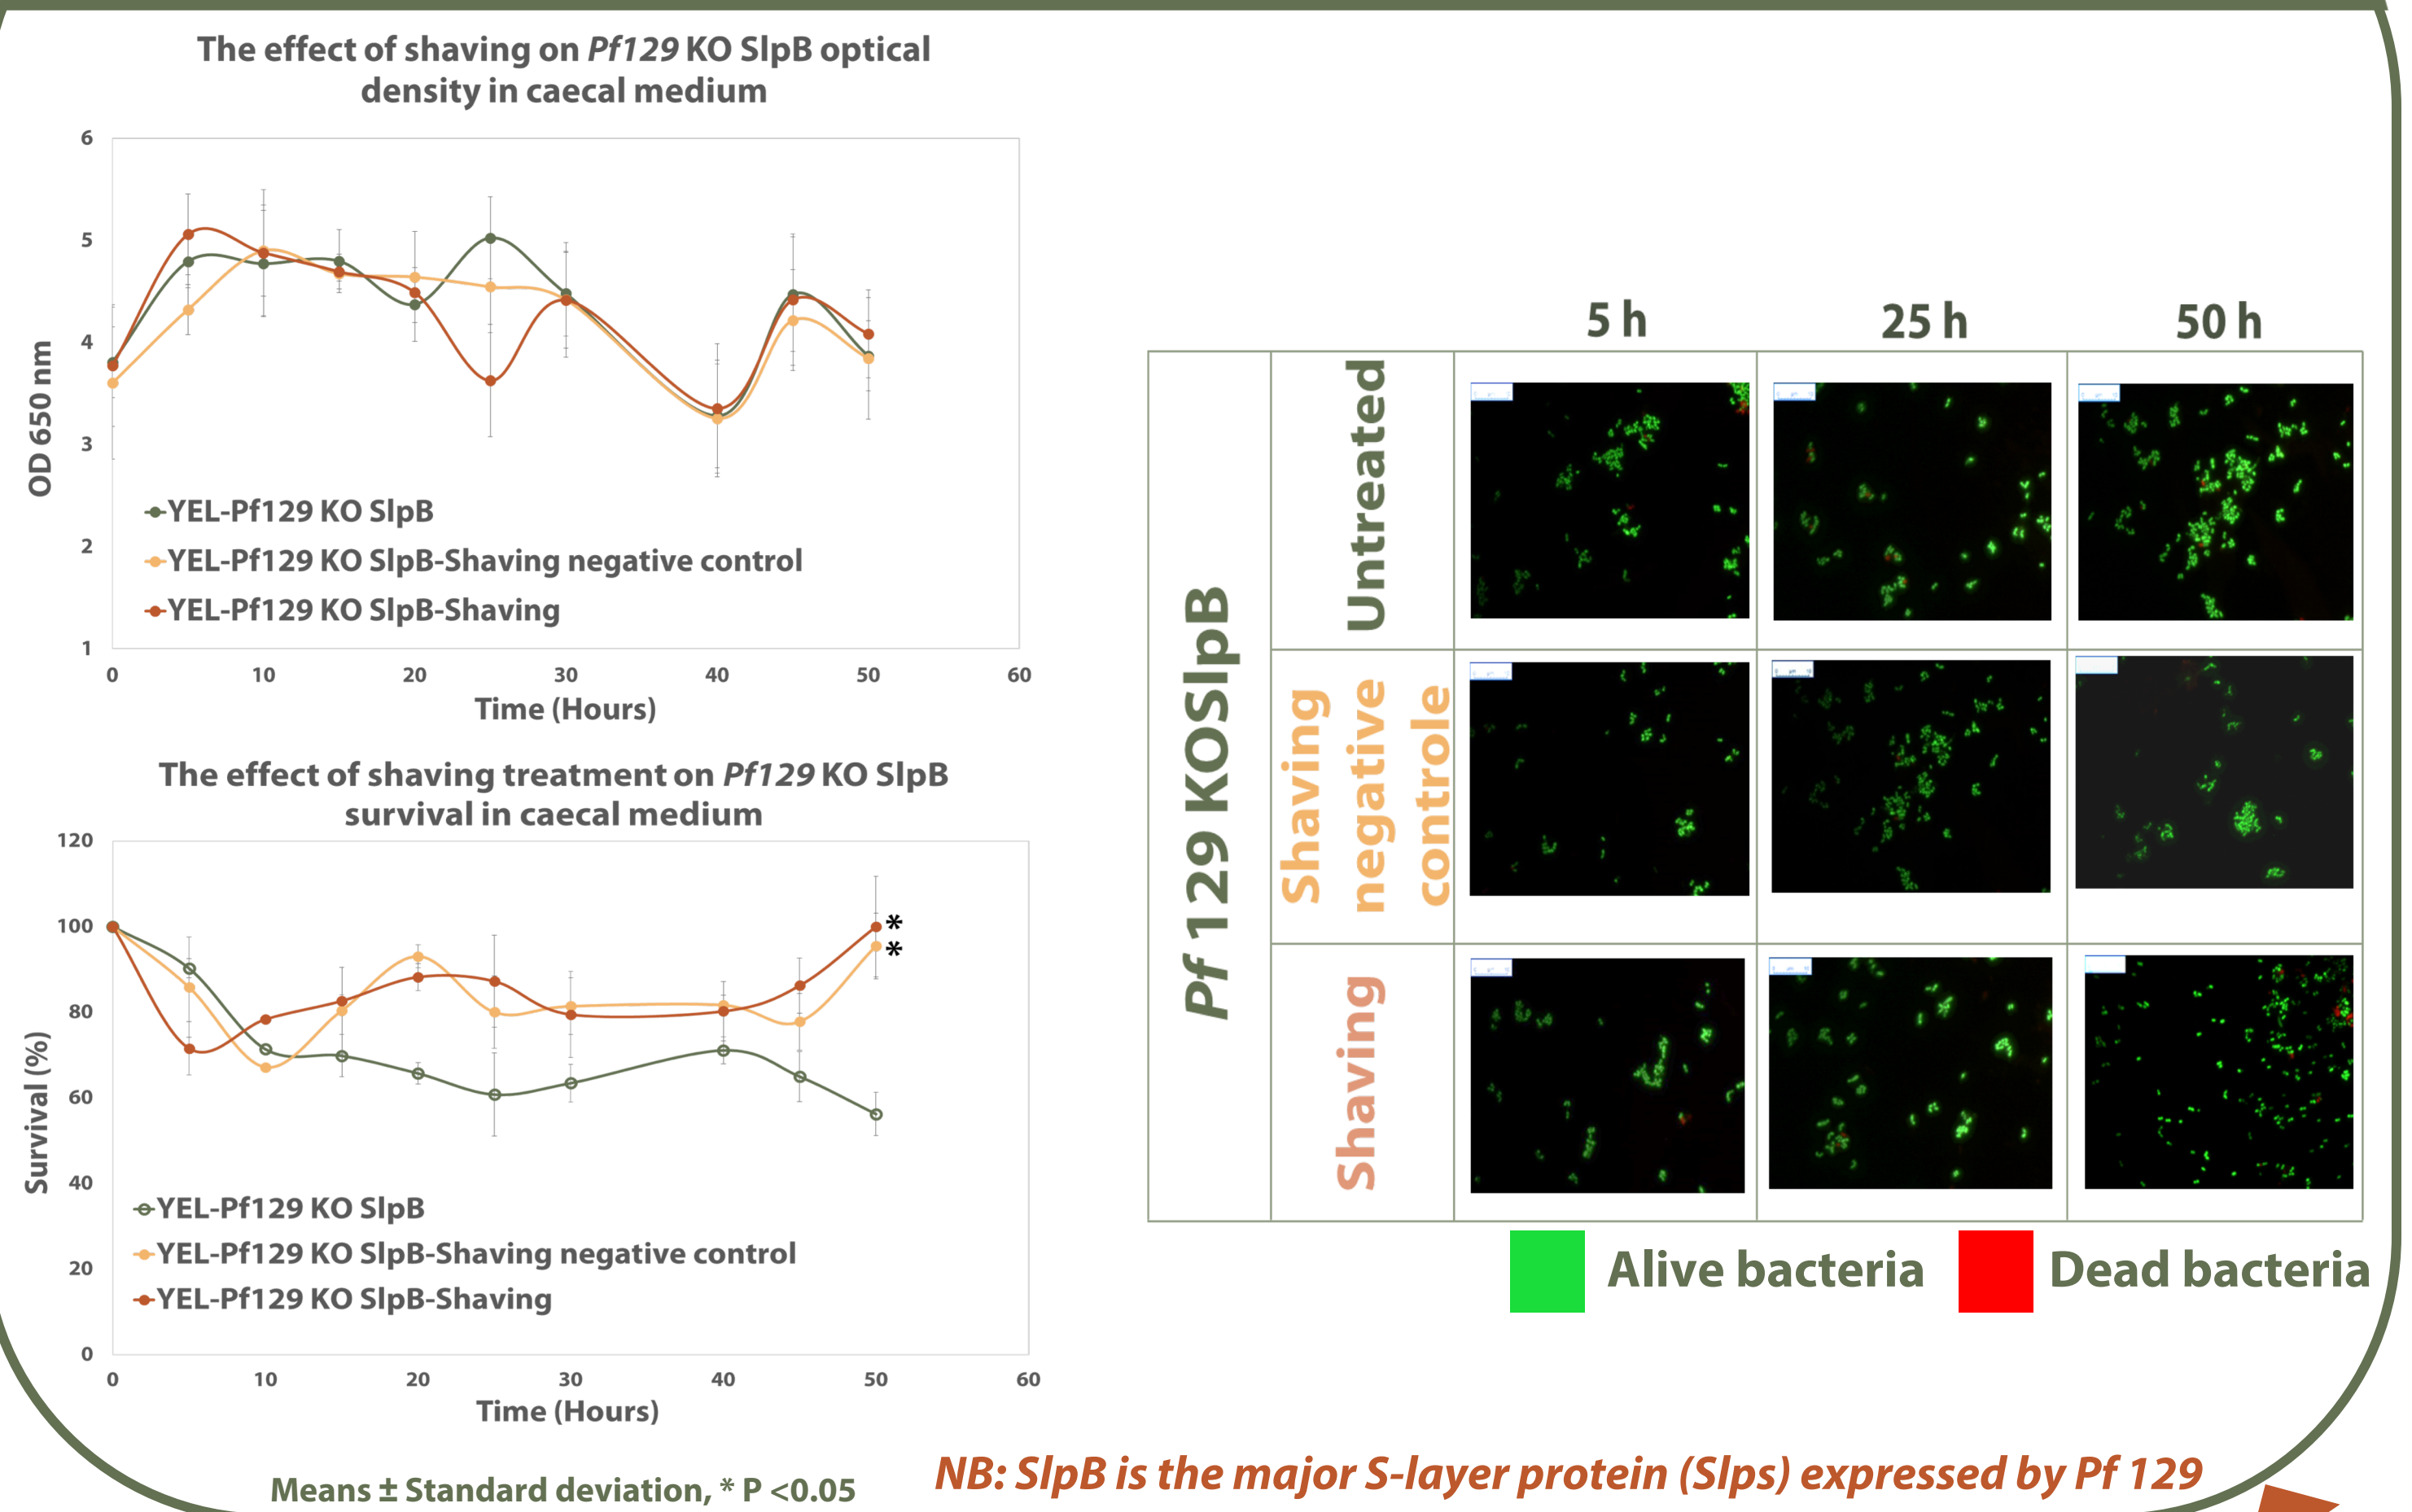 The effect of shaving on Pf129 KO SlpB optical
density in caecal medium
6
5
4
3
2
1
OD 650 nm
YEL-Pf129 KO SlpB
YEL-Pf129 KO SlpB-Shaving negative control
YEL-Pf129 KO SlpB-Shaving
0 10 20 30 40 50 60
Time (Hours)
The effect of shaving treatment on Pf129 KO SlpB
survival in caecal medium
120
100
80
60
40
20
0
Survival (%)
*
*
YEL-Pf129 KO SlpB
YEL-Pf129 KO SlpB-Shaving negative control
YEL-Pf129 KO SlpB-Shaving
0 10 20 30 40 50 60
Time (Hours)
Means ± Standard deviation, * P <0.05
5 h 25 h 50 h
Pf 129 KOSlpB
Untreated
Shaving
negative
controle
Shaving
Alive bacteria Dead bacteria
NB: SlpB is the major S-layer protein (Slps) expressed by Pf 129